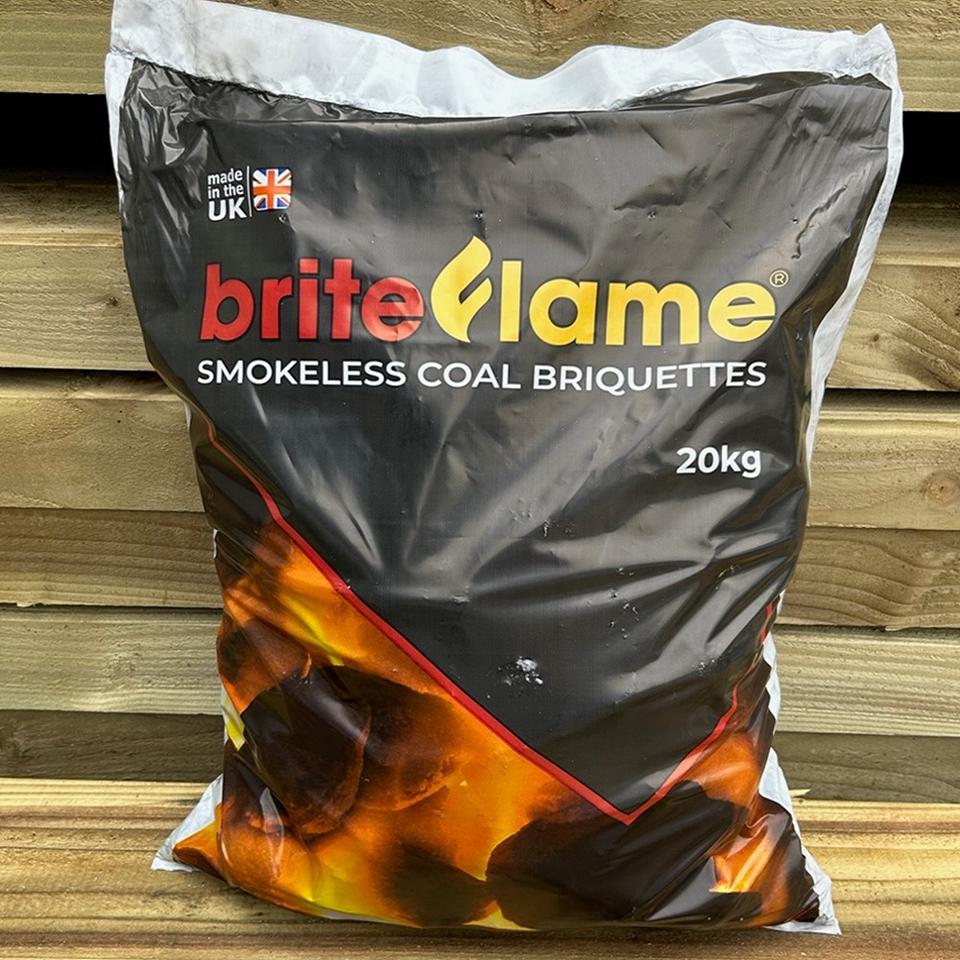 made
in the
UK
briteflame®
SMOKELESS COAL BRIQUETTES
20kg